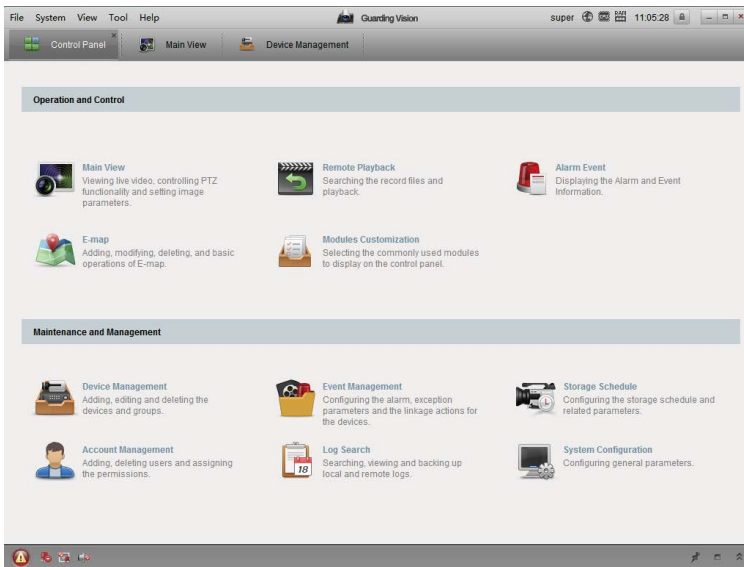 File System View Tool Help Guarding Vision super 11:05:28
Control Panel Main View Device Management
Operation and Control
Main View
Viewing live video, controlling PTZ
functionality and setting image
parameters.
Remote Playback
Searching the record files and
playback.
Alarm Event
Displaying the Alarm and Event
Information.
E-map
Adding, modifying, deleting, and basic
operations of E-map.
Modules Customization
Selecting the commonly used modules
to display on the control panel.
Maintenance and Management
Device Management
Adding, editing and deleting the
devices and groups.
Event Management
Configuring the alarm, exception
parameters and the linkage actions for
the devices.
Storage Schedule
Configuring the storage schedule and
related parameters.
Account Management
Adding, deleting users and assigning
the permissions.
18
Log Search
Searching, viewing and backing up
local and remote logs.
System Configuration
Configuring general parameters.